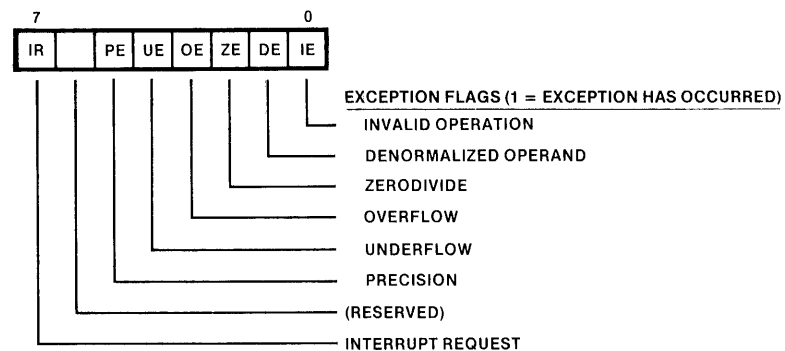 7 0
IR PE UE OE ZE DE IE
EXCEPTION FLAGS (1 = EXCEPTION HAS OCCURRED)
INVALID OPERATION
DENORMALIZED OPERAND
ZERODIVIDE
OVERFLOW
UNDERFLOW
PRECISION
(RESERVED)
INTERRUPT REQUEST